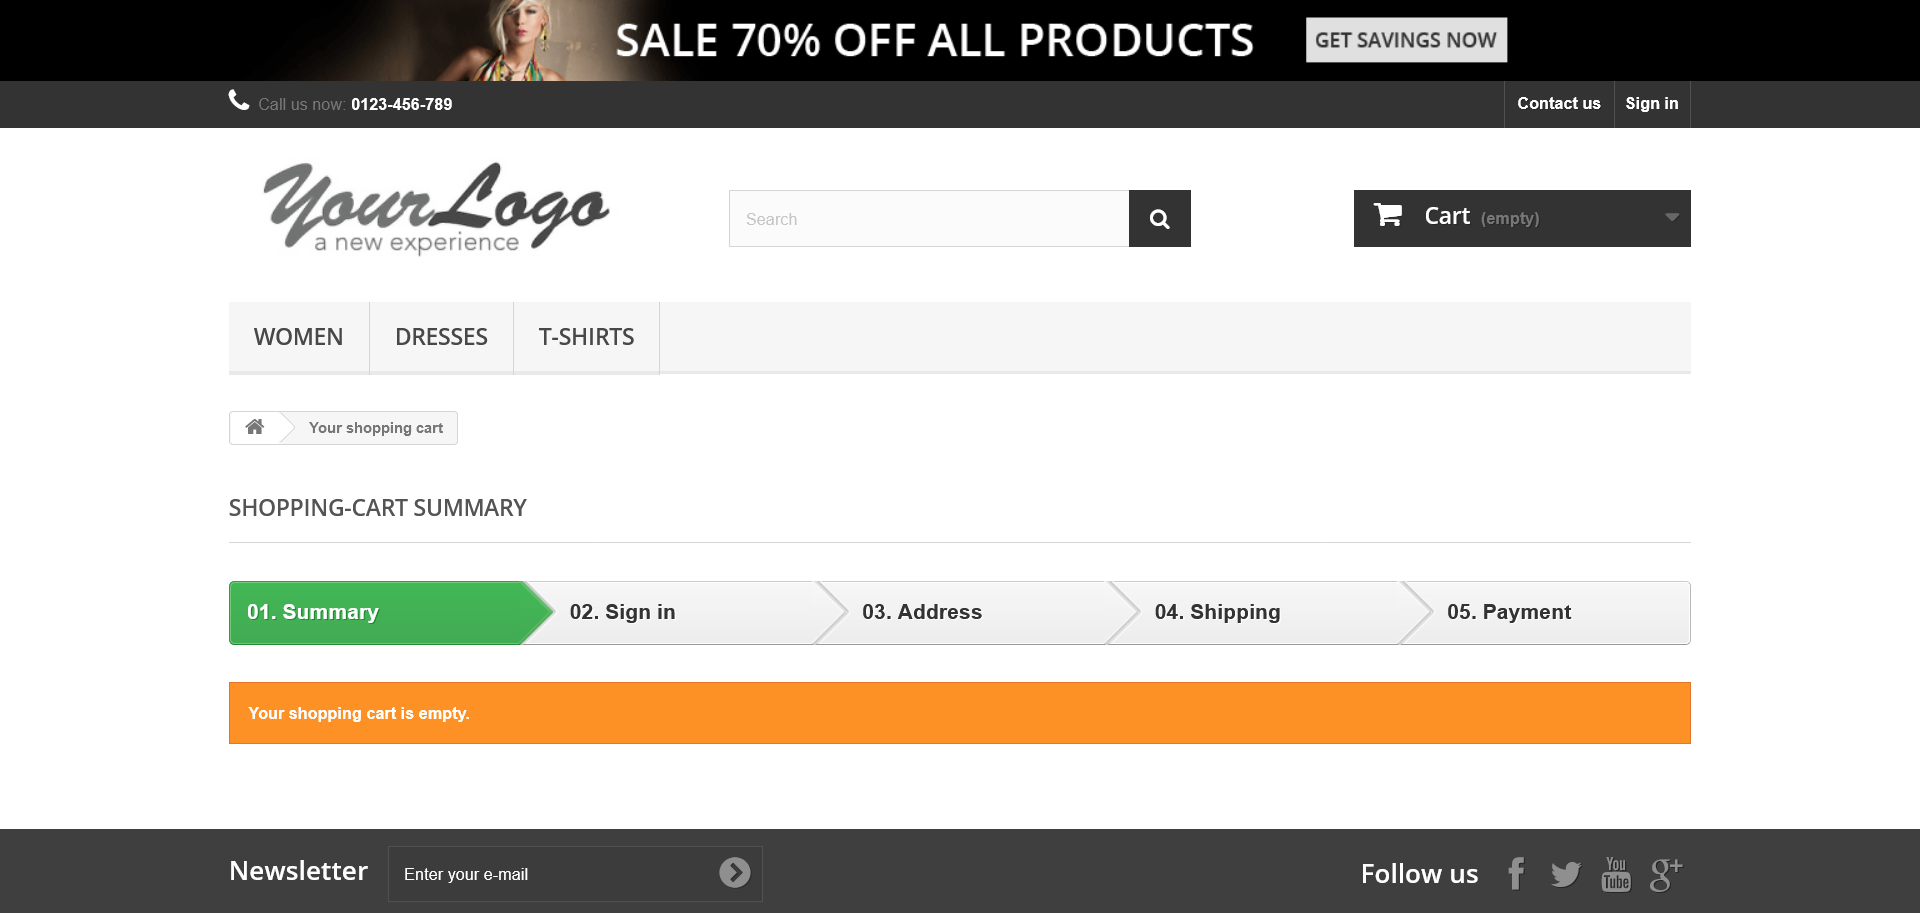 SALE 70% OFF ALL PRODUCTS
GET SAVINGS NOW
Call us now: 0123-456-789
Contact us
Sign in
YourLogo
a new experience
Search
Cart (empty)
WOMEN
DRESSES
T-SHIRTS
Your shopping cart
SHOPPING-CART SUMMARY
01. Summary
02. Sign in
03. Address
04. Shipping
05. Payment
Your shopping cart is empty.
Newsletter
Enter your e-mail
Follow us
f
You
Tube
g+